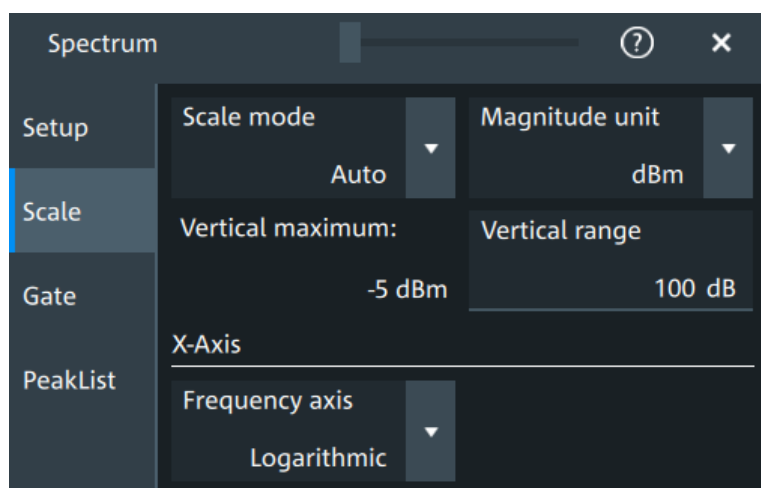 Spectrum
Setup
Scale
Gate
PeakList
Scale mode
Auto
Magnitude unit
dBm
Vertical maximum:
-5 dBm
Vertical range
100 dB
X-Axis
Frequency axis
Logarithmic